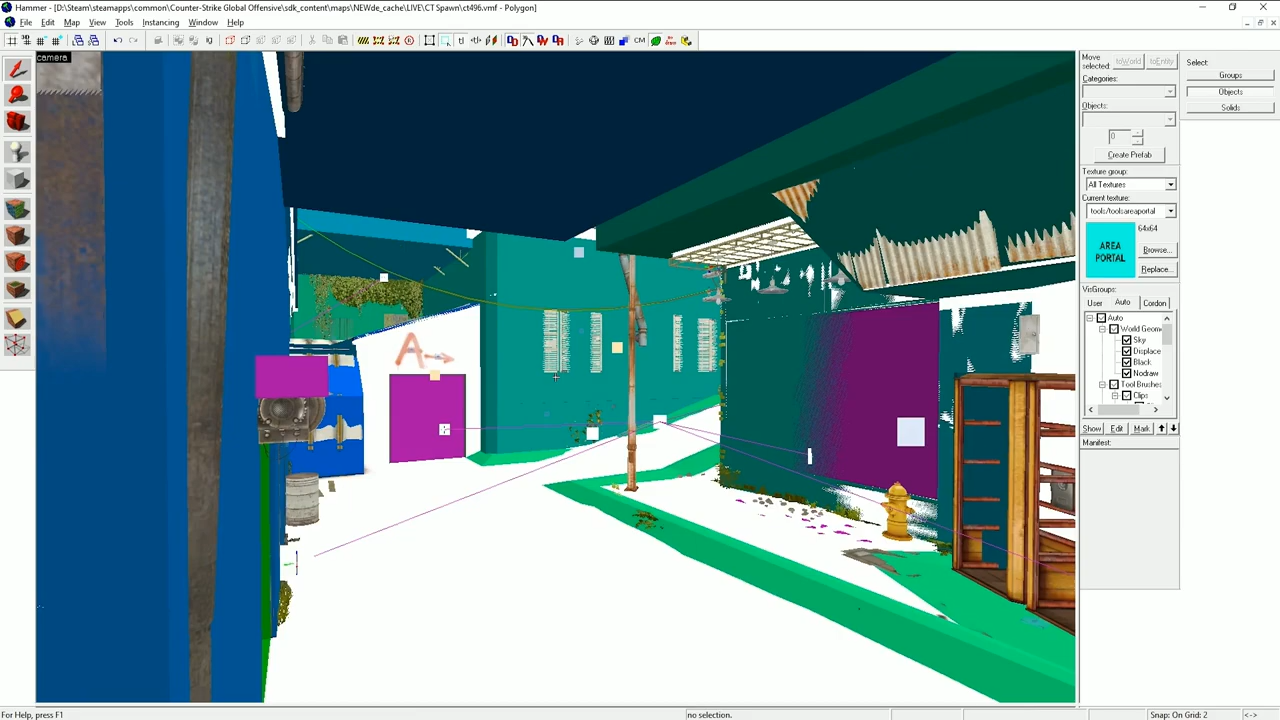 Hammer - [D:\Steam\steamapps\common\Counter-Strike Global Offensive\sdk_content\maps\NEWde_cache\LIVE\CT Spawn\ct496.vmf - Polygon]
File Edit Map View Tools Instancing Window Help
CM
camera
A
Move selected:
toWorld
toEntity
Categories:
Objects:
0
Create Prefab
Texture group:
All Textures
Current texture:
tools/toolsareaportal
AREA PORTAL
64x64
Browse...
Replace...
VisGroups:
User Auto Cordon
Auto
World Geom
Sky
Displace
Black
Nodraw
Tool Brushes
Clips
Show Edit Mark
Manifest:
Select:
Groups
Objects
Solids
For Help, press F1
no selection.
Snap: On Grid: 2
<->